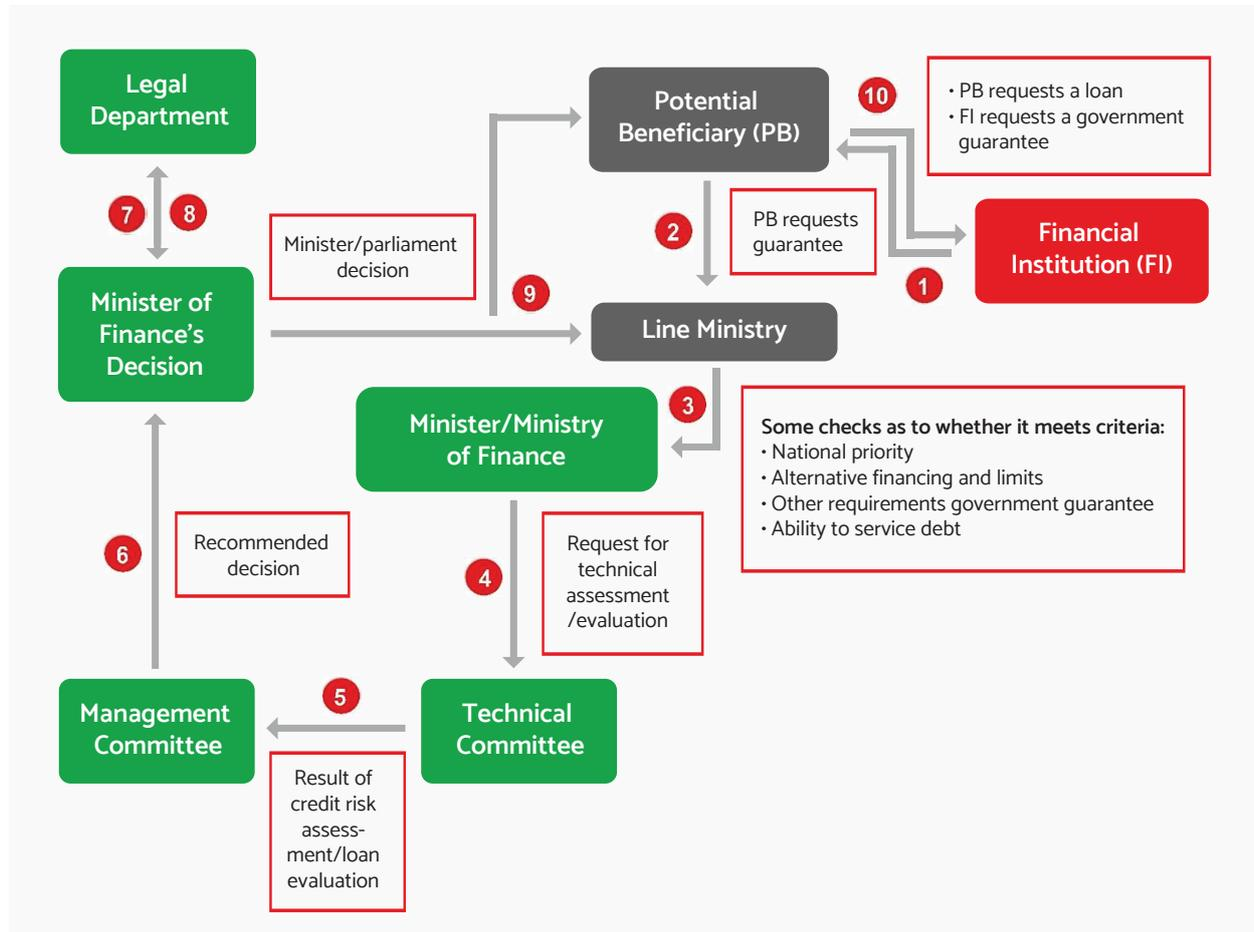 Legal
Department
Potential
Beneficiary (PB)
10
• PB requests a loan
• FI requests a government
guarantee
7
8
Minister/parliament
decision
2
PB requests
guarantee
Financial
Institution (FI)
1
Minister of
Finance’s
Decision
9
Line Ministry
3
Minister/Ministry
of Finance
Some checks as to whether it meets criteria:
• National priority
• Alternative financing and limits
• Other requirements government guarantee
• Ability to service debt
6
Recommended
decision
4
Request for
technical
assessment
/evaluation
Management
Committee
5
Technical
Committee
Result of
credit risk
assess-
ment/loan
evaluation